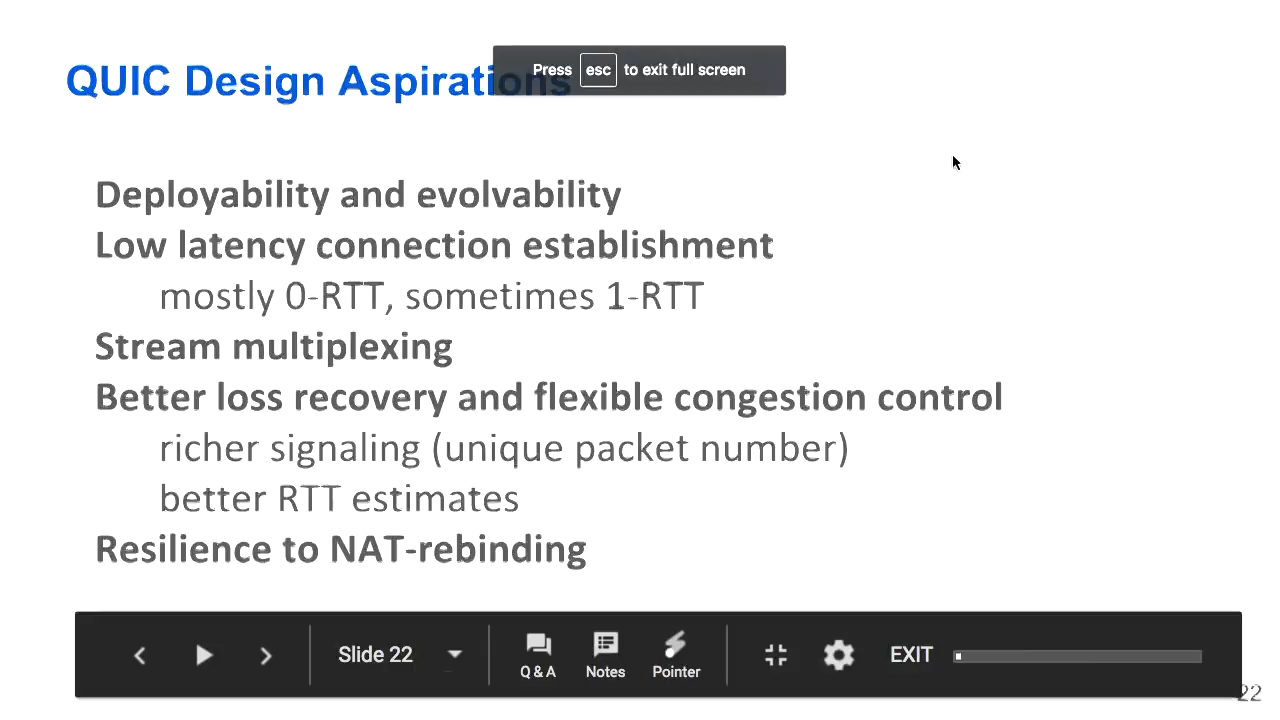 Press esc to exit full screen
QUIC Design Aspirations
Deployability and evolvability
Low latency connection establishment
mostly 0-RTT, sometimes 1-RTT
Stream multiplexing
Better loss recovery and flexible congestion control
richer signaling (unique packet number)
better RTT estimates
Resilience to NAT-rebinding
Slide 22
Q & A
Notes
Pointer
EXIT
22